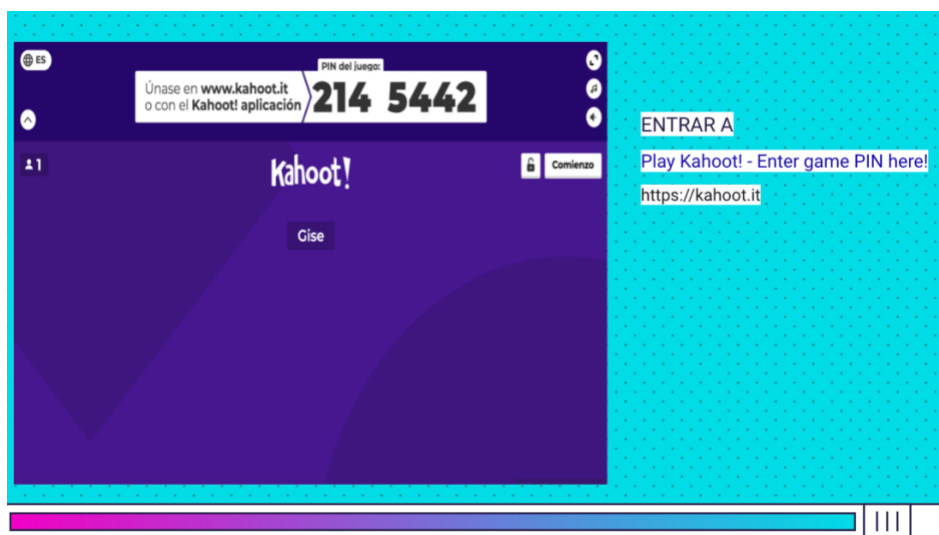 ES
PIN del juego:
Únase en www.kahoot.it
o con el Kahoot! aplicación
214 5442
1
Kahoot!
Comienzo
Gise
ENTRAR A
Play Kahoot! - Enter game PIN here!
https://kahoot.it